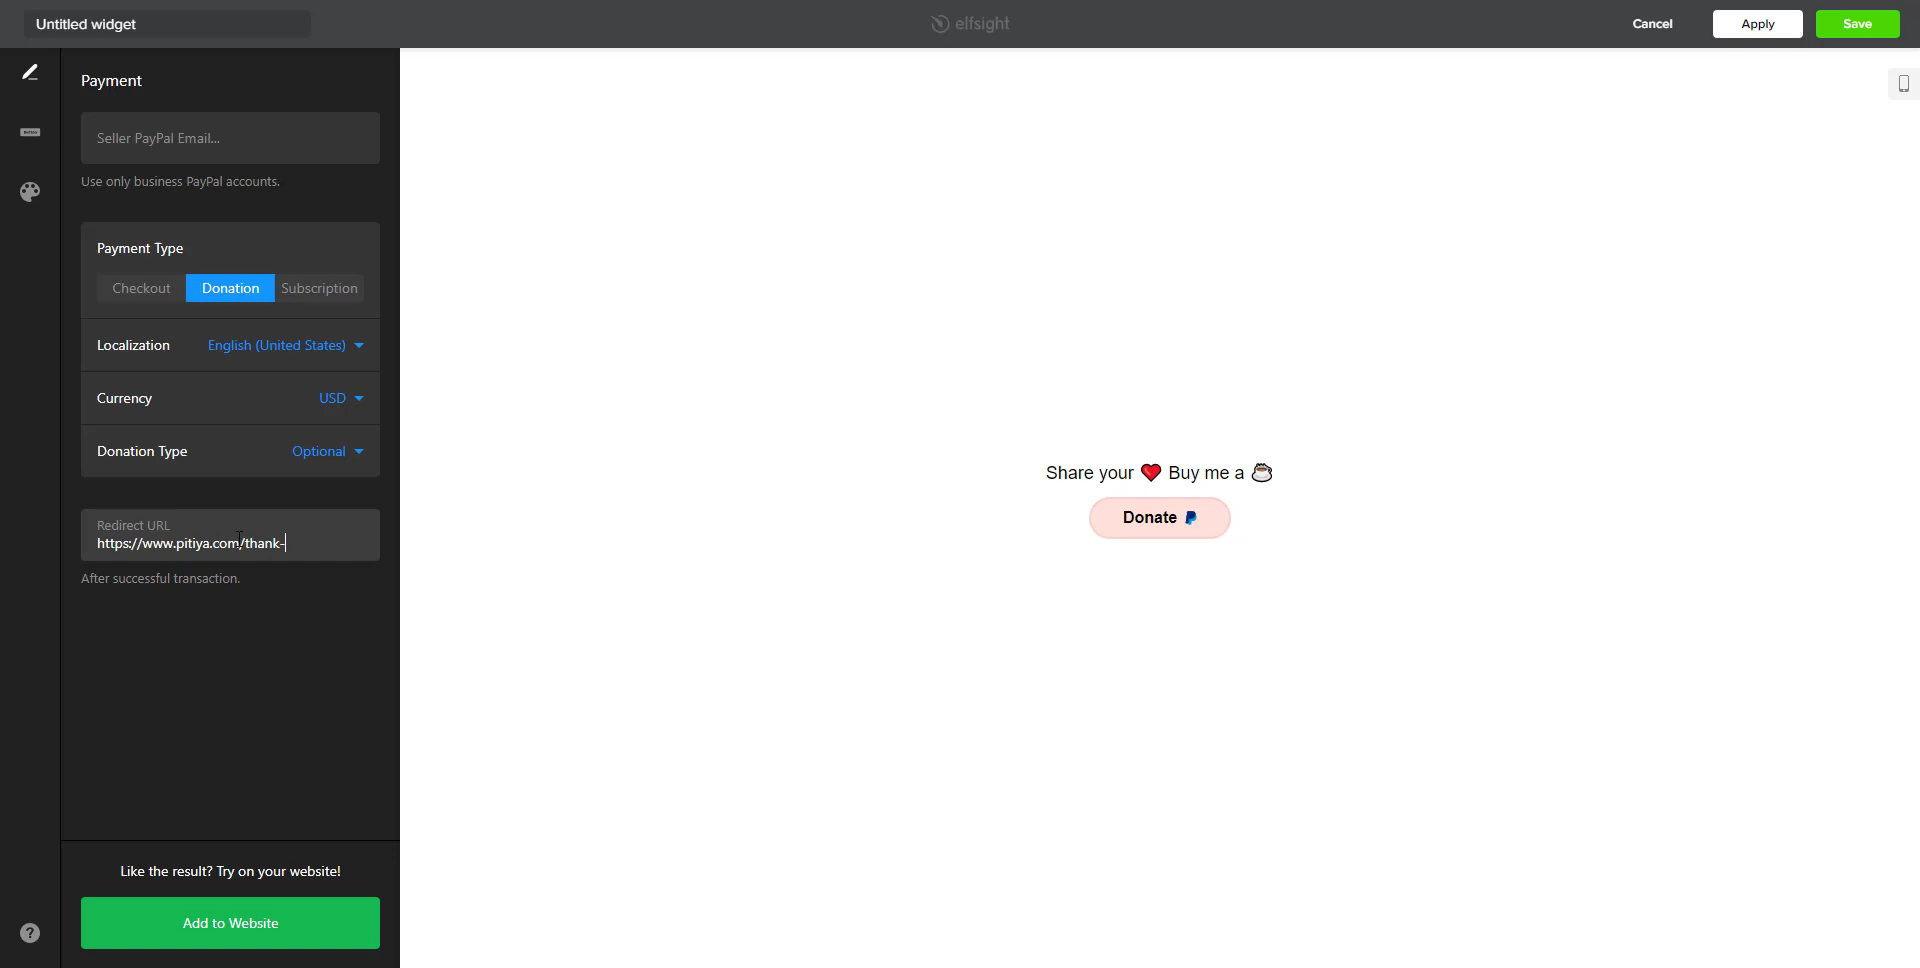 Untitled widget
elfsight
Cancel
Apply
Save
Payment
Seller PayPal Email...
Use only business PayPal accounts.
Payment Type
Checkout
Donation
Subscription
Localization
English (United States)
Currency
USD
Donation Type
Optional
Redirect URL
https://www.pitiya.com/thank-
After successful transaction.
Share your ❤️ Buy me a ☕
Donate
Like the result? Try on your website!
Add to Website
?